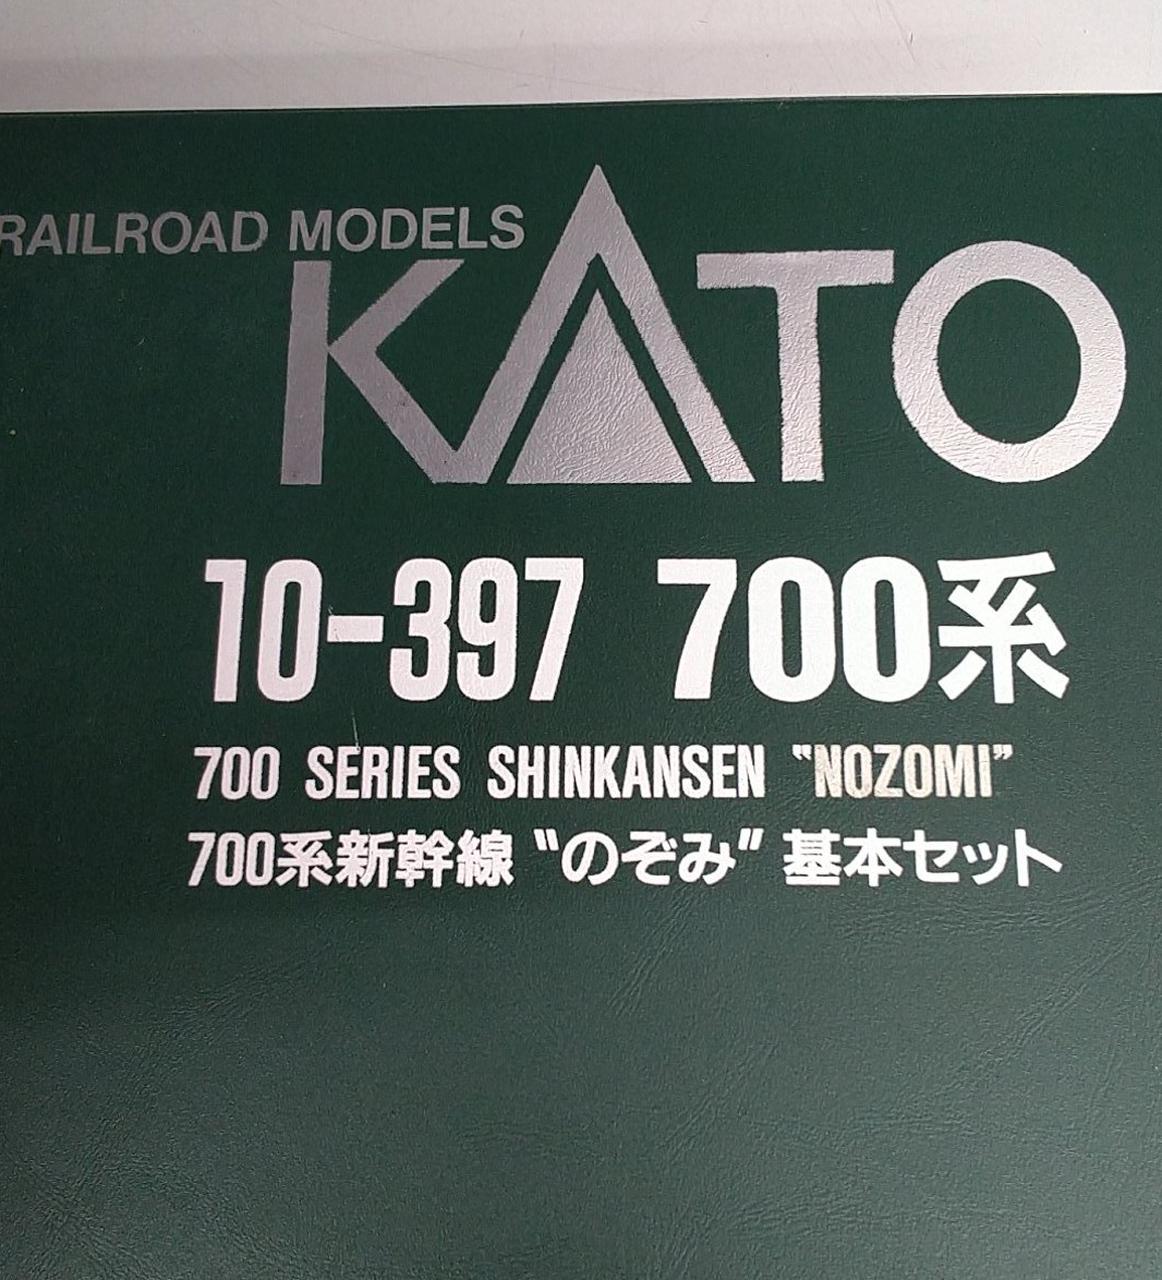 RAILROAD MODELS
KATO
10-397 700系
700 SERIES SHINKANSEN “NOZOMI”
700系新幹線 “のぞみ” 基本セット